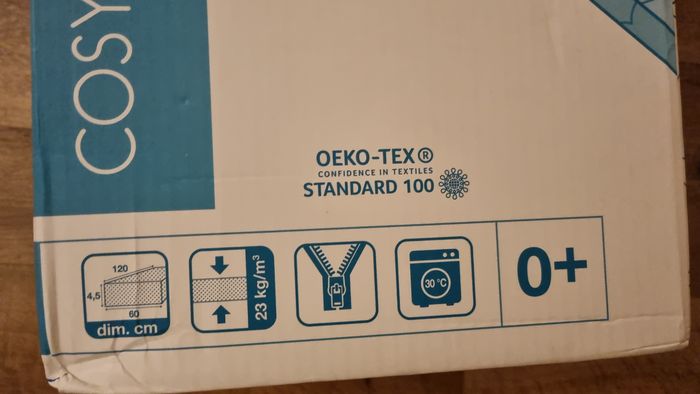 COSY
OEKO-TEX®
CONFIDENCE IN TEXTILES
STANDARD 100
120
4,5
60
dim. cm
23 kg/m³
30 °C
0+